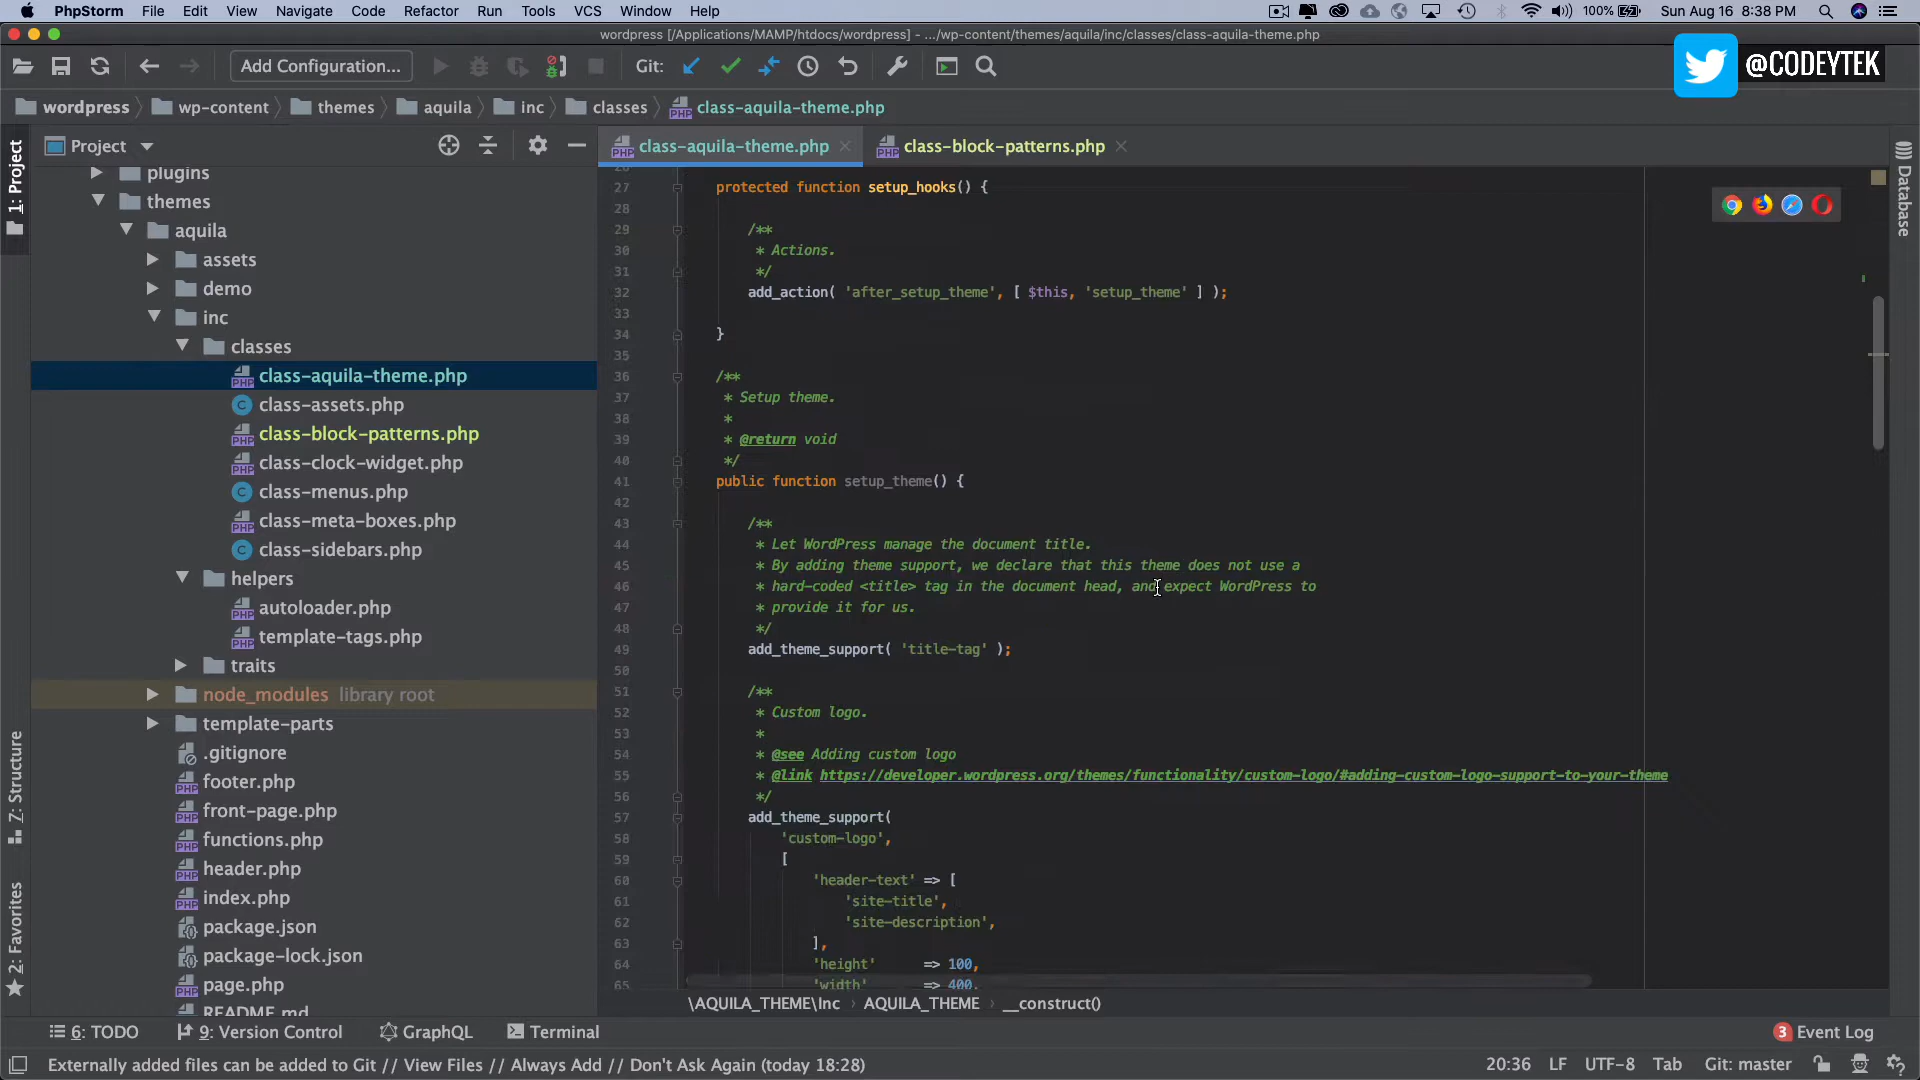 PhpStorm File Edit View Navigate Code Refactor Run Tools VCS Window Help 100% Sun Aug 16 8:38 PM
wordpress [/Applications/MAMP/htdocs/wordpress] - .../wp-content/themes/aquila/inc/classes/class-aquila-theme.php
Add Configuration... Git: @CODEYTEK
wordpress wp-content themes aquila inc classes class-aquila-theme.php
1: Project
Z: Structure
2: Favorites
Project
plugins
themes
aquila
assets
demo
inc
classes
class-aquila-theme.php
class-assets.php
class-block-patterns.php
class-clock-widget.php
class-menus.php
class-meta-boxes.php
class-sidebars.php
helpers
autoloader.php
template-tags.php
traits
node_modules library root
template-parts
.gitignore
footer.php
front-page.php
functions.php
header.php
index.php
package.json
package-lock.json
page.php
README.md
class-aquila-theme.php class-block-patterns.php
27 protected function setup_hooks() {
28
29 /**
30 * Actions.
31 */
32 add_action( 'after_setup_theme', [ $this, 'setup_theme' ] );
33
34 }
35
36 /**
37 * Setup theme.
38 *
39 * @return void
40 */
41 public function setup_theme() {
42
43 /**
44 * Let WordPress manage the document title.
45 * By adding theme support, we declare that this theme does not use a
46 * hard-coded <title> tag in the document head, and expect WordPress to
47 * provide it for us.
48 */
49 add_theme_support( 'title-tag' );
50
51 /**
52 * Custom logo.
53 *
54 * @see Adding custom logo
55 * @link https://developer.wordpress.org/themes/functionality/custom-logo/#adding-custom-logo-support-to-your-theme
56 */
57 add_theme_support(
58 'custom-logo',
59 [
60 'header-text' => [
61 'site-title',
62 'site-description',
63 ],
64 'height' => 100,
65 'width' => 400,
\AQUILA_THEME\Inc AQUILA_THEME __construct()
Database
6: TODO 9: Version Control GraphQL Terminal 3 Event Log
Externally added files can be added to Git // View Files // Always Add // Don't Ask Again (today 18:28) 20:36 LF UTF-8 Tab Git: master